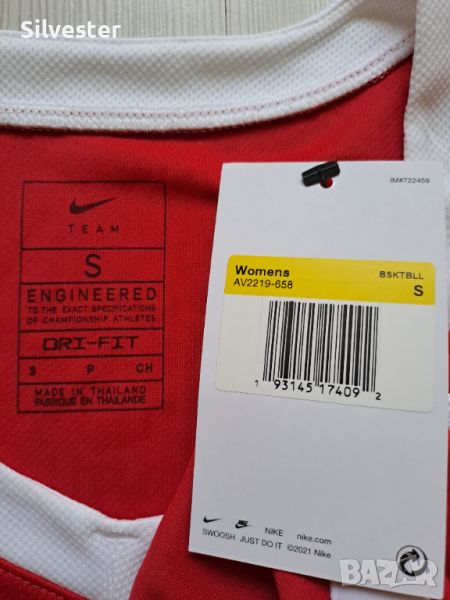 Silvester
TEAM
S
ENGINEERED
TO THE EXACT SPECIFICATIONS
OF CHAMPIONSHIP ATHLETES
DRI-FIT
S P CH
MADE IN THAILAND
FABRIQUÉ EN THAÏLANDE
IM#722459
Womens BSKTBLL
AV2219-658 S
1 93145 17409 2
NIKE nike.com
SWOOSH JUST DO IT ©2021 Nike
BAZAR